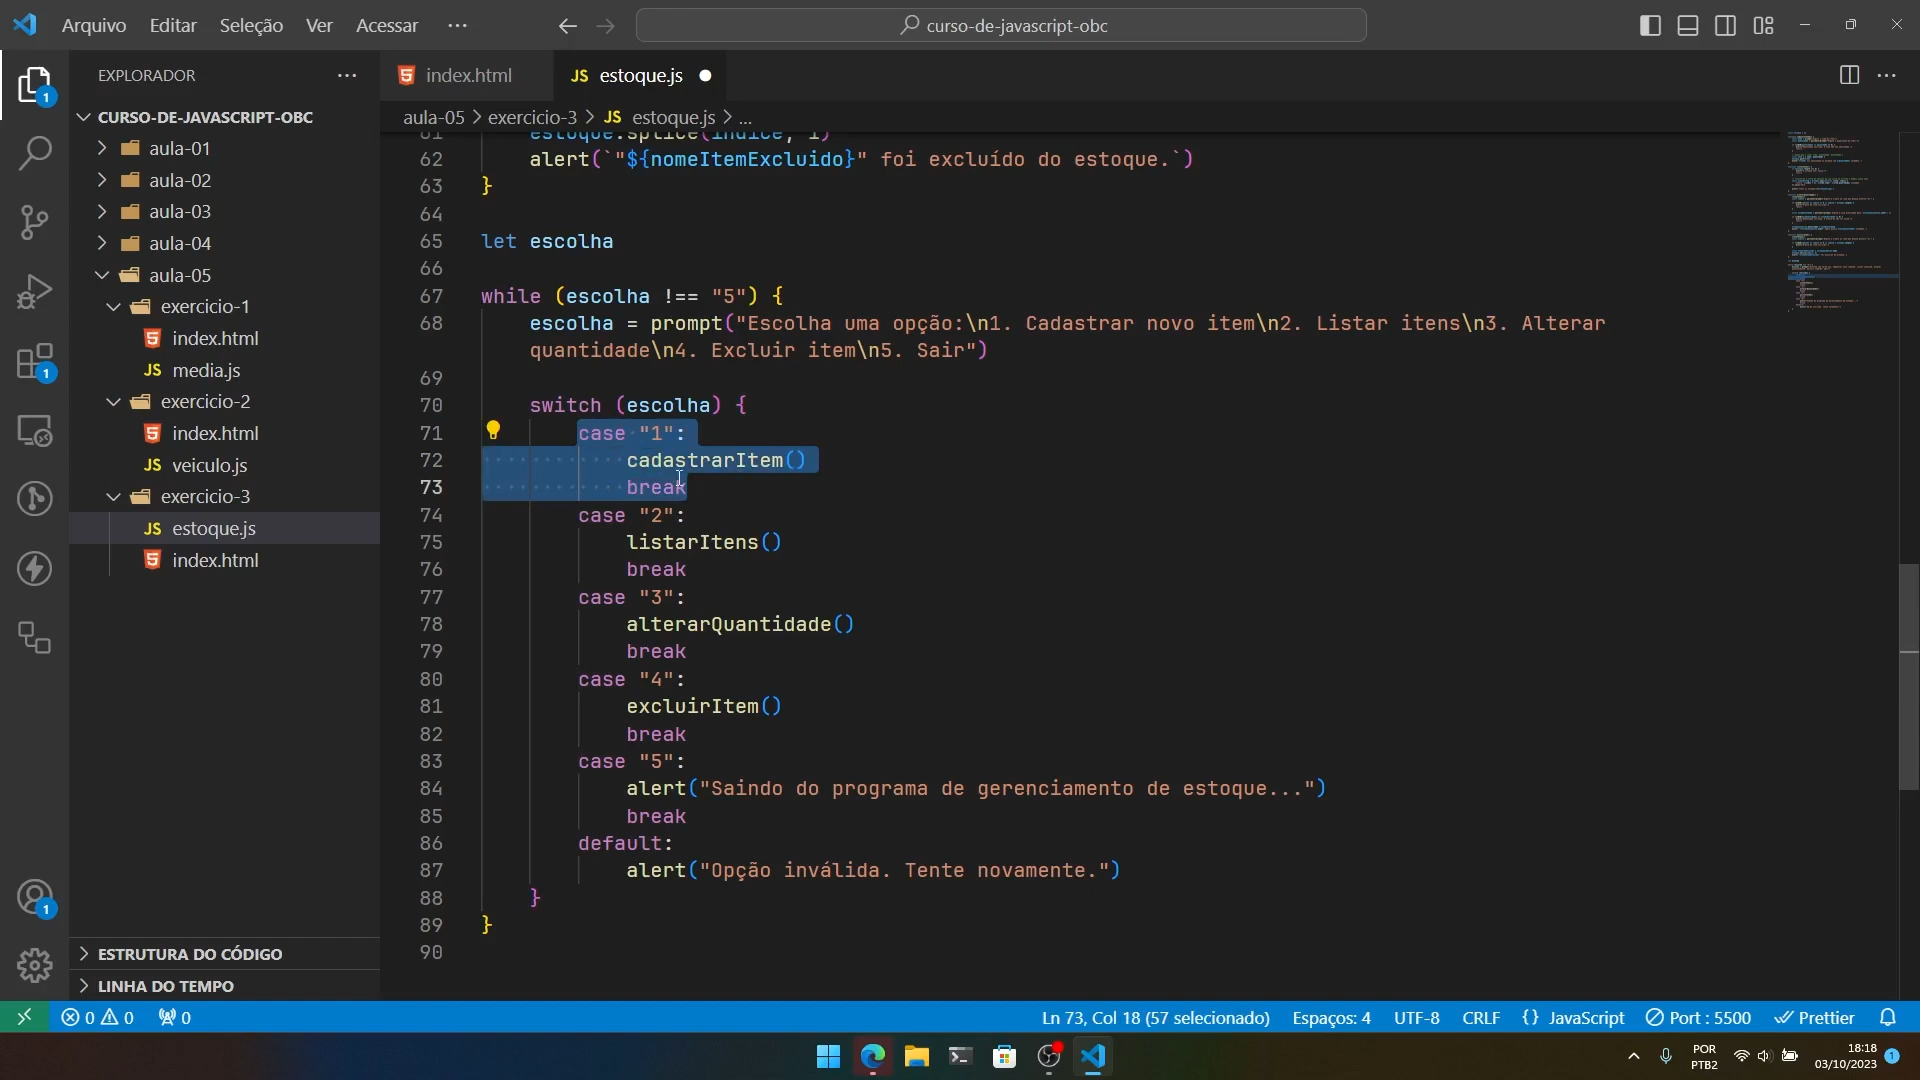 Arquivo Editar Seleção Ver Acessar ··· curso-de-javascript-obc
EXPLORADOR ···
CURSO-DE-JAVASCRIPT-OBC
aula-01
aula-02
aula-03
aula-04
aula-05
exercicio-1
index.html
JS media.js
exercicio-2
index.html
JS veiculo.js
exercicio-3
JS estoque.js
index.html
ESTRUTURA DO CÓDIGO
LINHA DO TEMPO
index.html JS estoque.js
aula-05 > exercicio-3 > JS estoque.js > ...
61 estoque.splice(indice, 1)
62 alert(`"${nomeItemExcluido}" foi excluído do estoque.`)
63 }
64
65 let escolha
66
67 while (escolha !== "5") {
68 escolha = prompt("Escolha uma opção:\n1. Cadastrar novo item\n2. Listar itens\n3. Alterar
quantidade\n4. Excluir item\n5. Sair")
69
70 switch (escolha) {
71 case "1":
72 cadastrarItem()
73 break
74 case "2":
75 listarItens()
76 break
77 case "3":
78 alterarQuantidade()
79 break
80 case "4":
81 excluirItem()
82 break
83 case "5":
84 alert("Saindo do programa de gerenciamento de estoque...")
85 break
86 default:
87 alert("Opção inválida. Tente novamente.")
88 }
89 }
90
0 0 0 Ln 73, Col 18 (57 selecionado) Espaços: 4 UTF-8 CRLF {} JavaScript Port : 5500 Prettier
POR
PTB2
18:18
03/10/2023
1